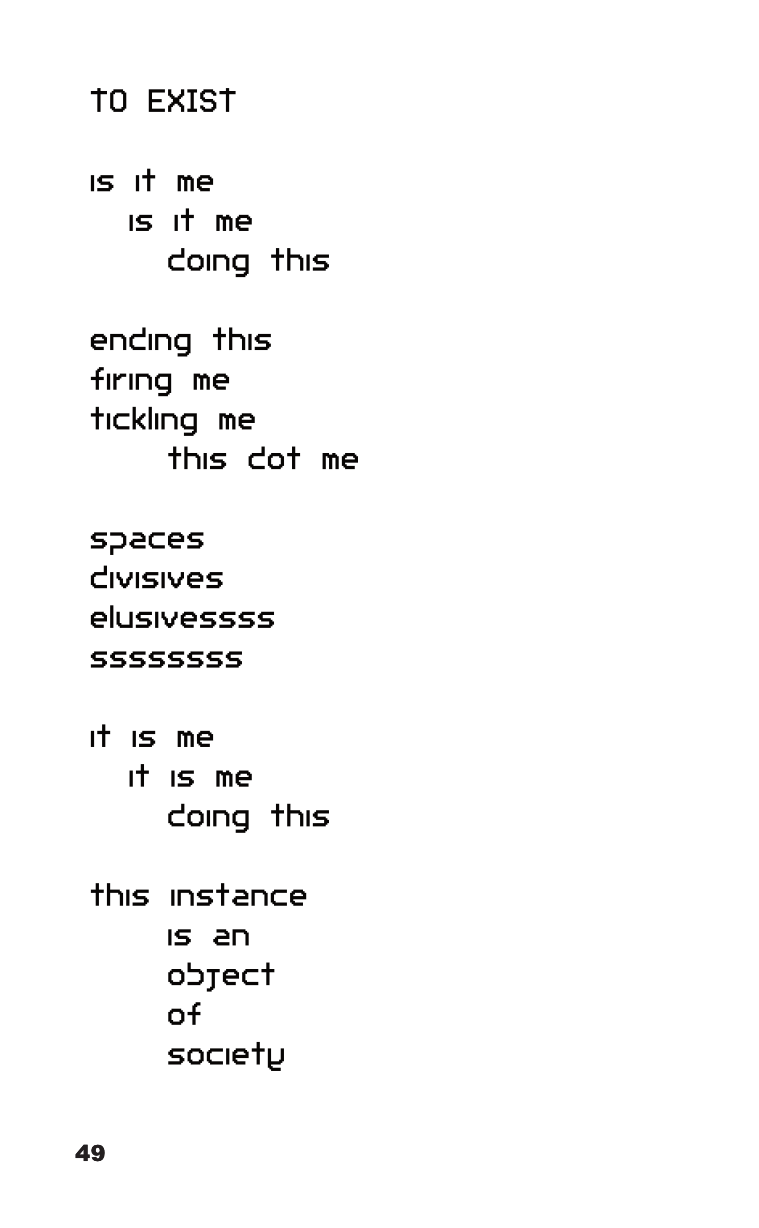 TO EXIST

is it me
is it me
doing this

ending this
firing me
tickling me
this dot me

spaces
divisives
elusivessss
ssssssss

it is me
it is me
doing this

this instance
is an
object
of
society

49